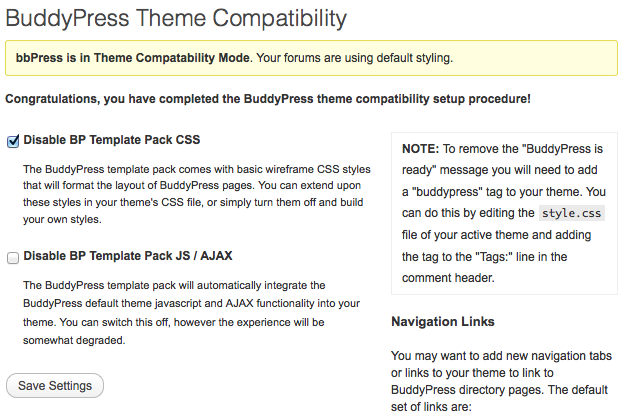 BuddyPress Theme Compatibility
bbPress is in Theme Compatability Mode. Your forums are using default styling.
Congratulations, you have completed the BuddyPress theme compatibility setup procedure!
Disable BP Template Pack CSS
The BuddyPress template pack comes with basic wireframe CSS styles
that will format the layout of BuddyPress pages. You can extend upon
these styles in your theme's CSS file, or simply turn them off and build
your own styles.
Disable BP Template Pack JS / AJAX
The BuddyPress template pack will automatically integrate the
BuddyPress default theme javascript and AJAX functionality into your
theme. You can switch this off, however the experience will be
somewhat degraded.
Save Settings
NOTE: To remove the "BuddyPress is
ready" message you will need to add
a "buddypress" tag to your theme. You
can do this by editing the style.css
file of your active theme and adding
the tag to the "Tags:" line in the
comment header.
Navigation Links
You may want to add new navigation tabs
or links to your theme to link to
BuddyPress directory pages. The default
set of links are: